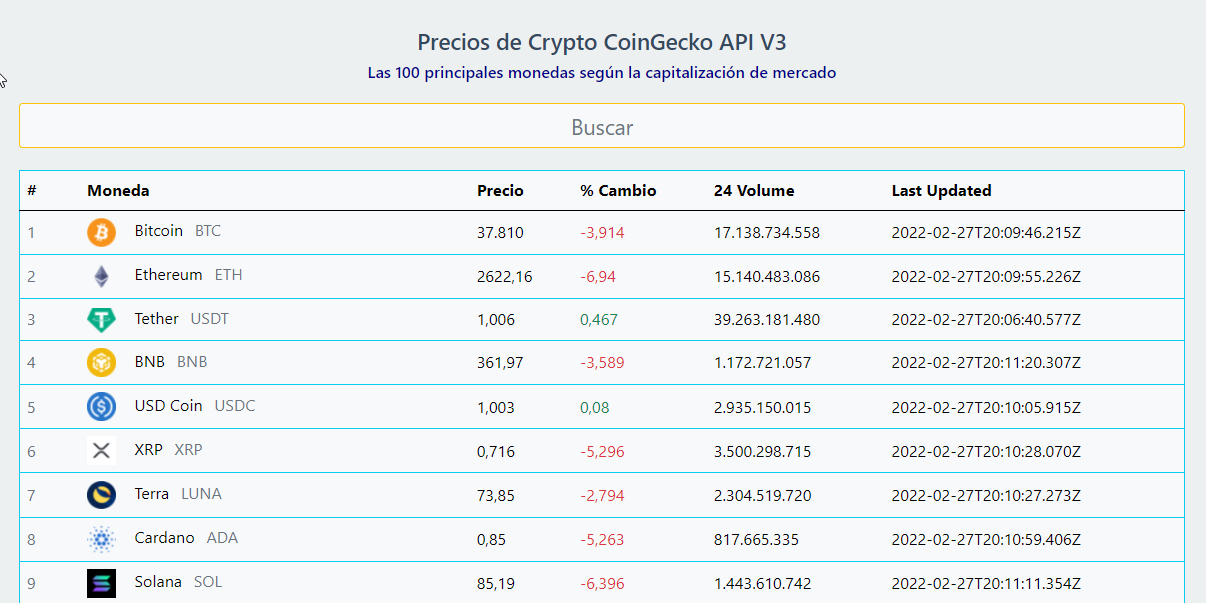 Precios de Crypto CoinGecko API V3
Las 100 principales monedas según la capitalización de mercado
Buscar
# Moneda Precio % Cambio 24 Volume Last Updated
1 Bitcoin BTC 37.810 -3,914 17.138.734.558 2022-02-27T20:09:46.215Z
2 Ethereum ETH 2622,16 -6,94 15.140.483.086 2022-02-27T20:09:55.226Z
3 Tether USDT 1,006 0,467 39.263.181.480 2022-02-27T20:06:40.577Z
4 BNB BNB 361,97 -3,589 1.172.721.057 2022-02-27T20:11:20.307Z
5 USD Coin USDC 1,003 0,08 2.935.150.015 2022-02-27T20:10:05.915Z
6 XRP XRP 0,716 -5,296 3.500.298.715 2022-02-27T20:10:28.070Z
7 Terra LUNA 73,85 -2,794 2.304.519.720 2022-02-27T20:10:27.273Z
8 Cardano ADA 0,85 -5,263 817.665.335 2022-02-27T20:10:59.406Z
9 Solana SOL 85,19 -6,396 1.443.610.742 2022-02-27T20:11:11.354Z